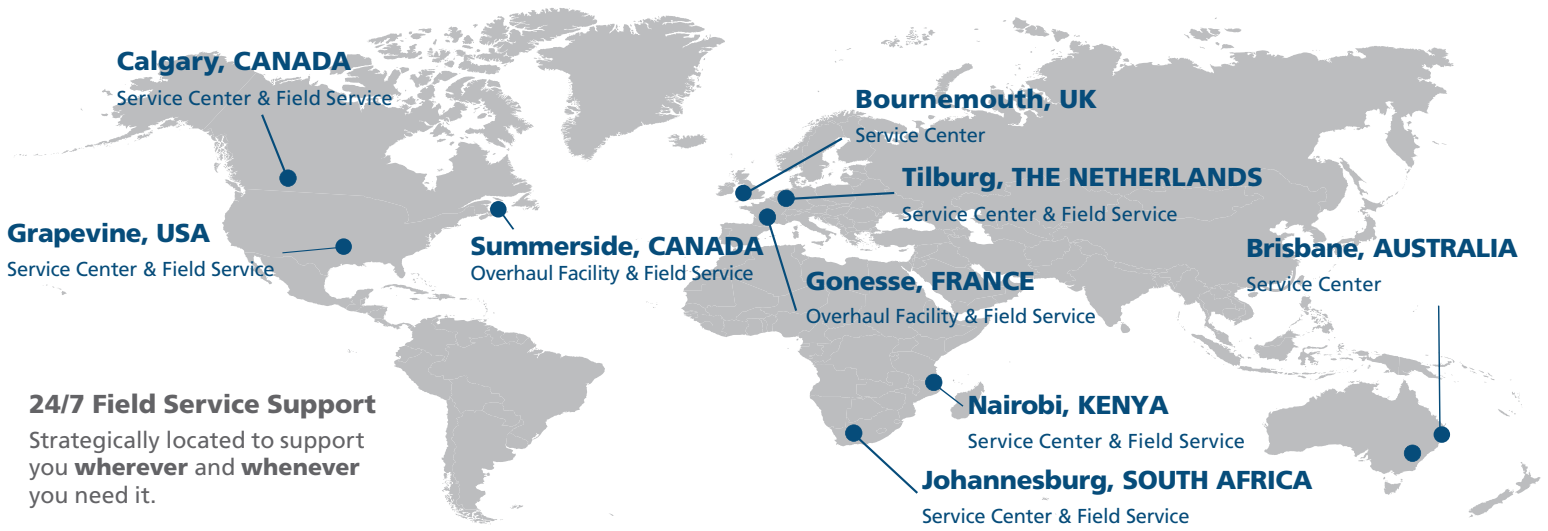 Calgary, CANADA
Service Center & Field Service
Bournemouth, UK
Service Center
Tilburg, THE NETHERLANDS
Service Center & Field Service
Grapevine, USA
Service Center & Field Service
Summerside, CANADA
Overhaul Facility & Field Service
Gonesse, FRANCE
Overhaul Facility & Field Service
Brisbane, AUSTRALIA
Service Center
24/7 Field Service Support
Strategically located to support
you wherever and whenever
you need it.
Nairobi, KENYA
Service Center & Field Service
Johannesburg, SOUTH AFRICA
Service Center & Field Service